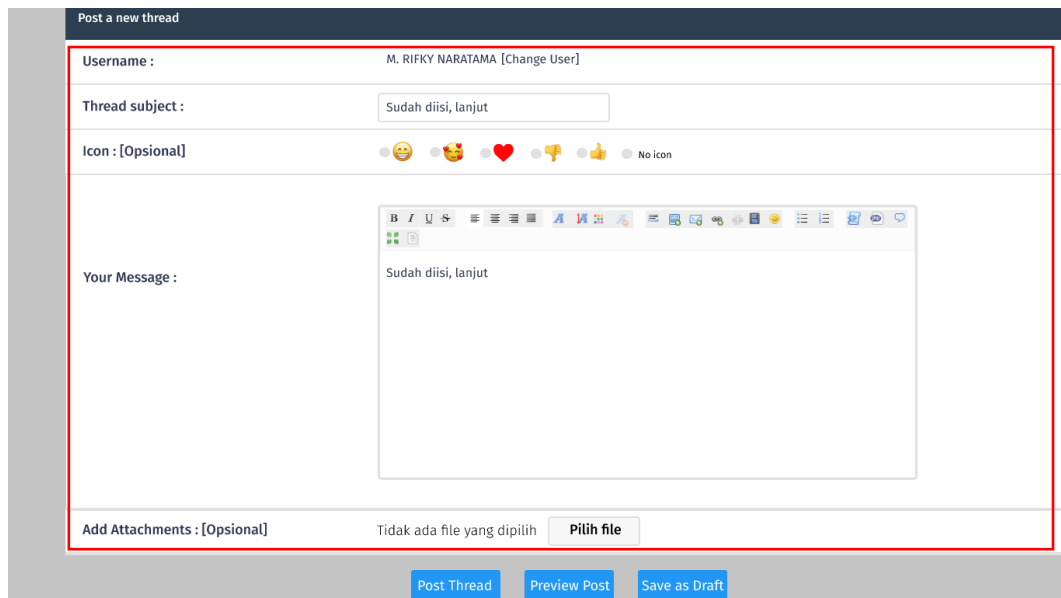 Post a new thread
Username : M. RIFKY NARATAMA [Change User]
Thread subject : Sudah diisi, lanjut
Icon : [Opsional] No icon
B I U S
Your Message :
Sudah diisi, lanjut
Add Attachments : [Opsional] Tidak ada file yang dipilih Pilih file
Post Thread Preview Post Save as Draft